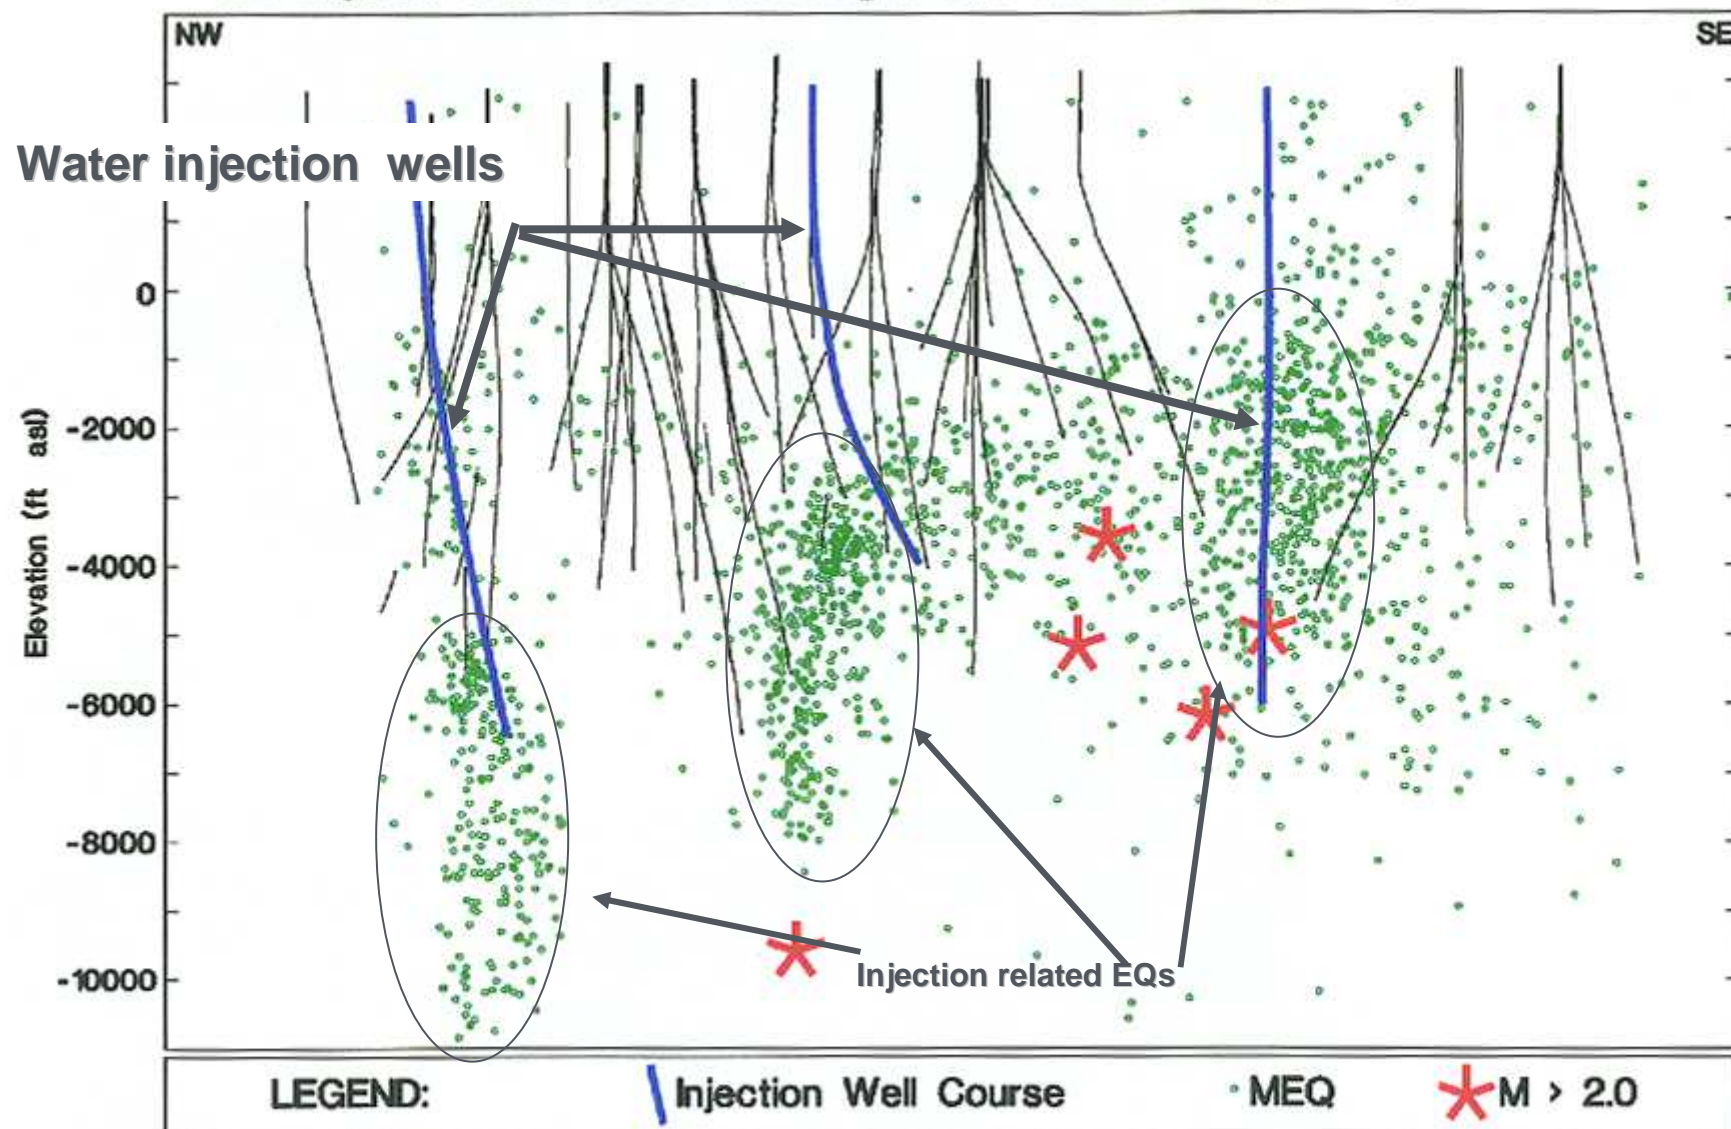 NW
SE
Water injection wells
0
-2000
-4000
-6000
-8000
-10000
Elevation (ft asl)
Injection related EQs
LEGEND:
Injection Well Course
MEQ
M > 2.0